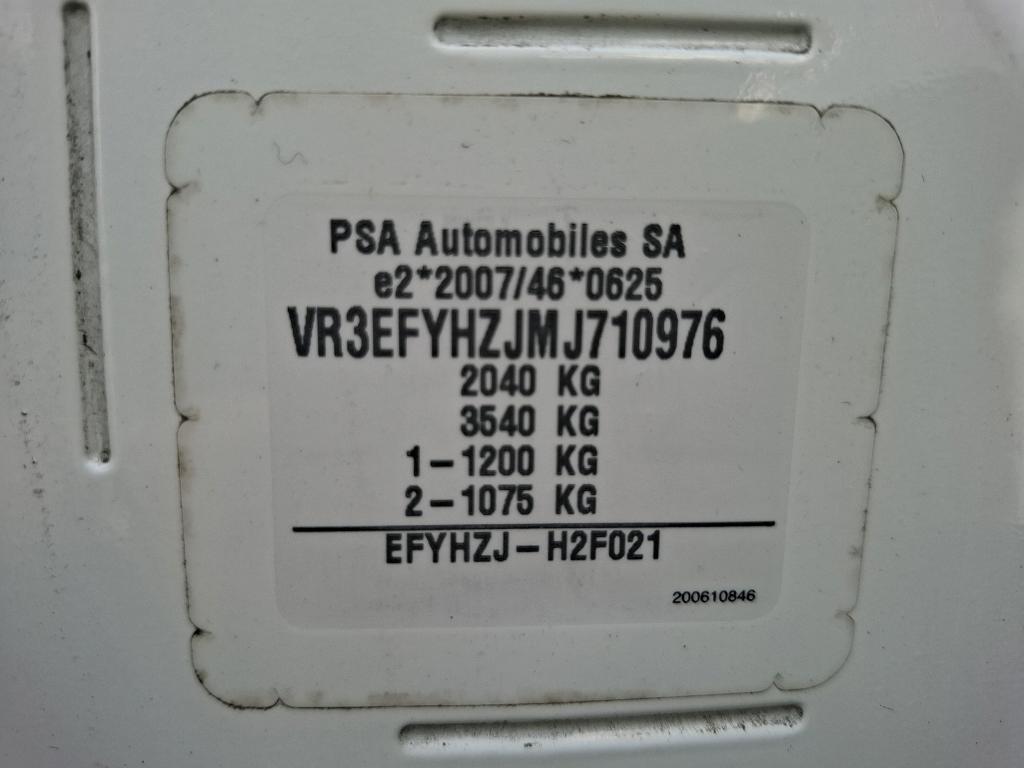 PSA Automobiles SA
e2*2007/46*0625
VR3EFYHZJMJ710976
2040 KG
3540 KG
1-1200 KG
2-1075 KG
EFYHZJ-H2F021
200610846